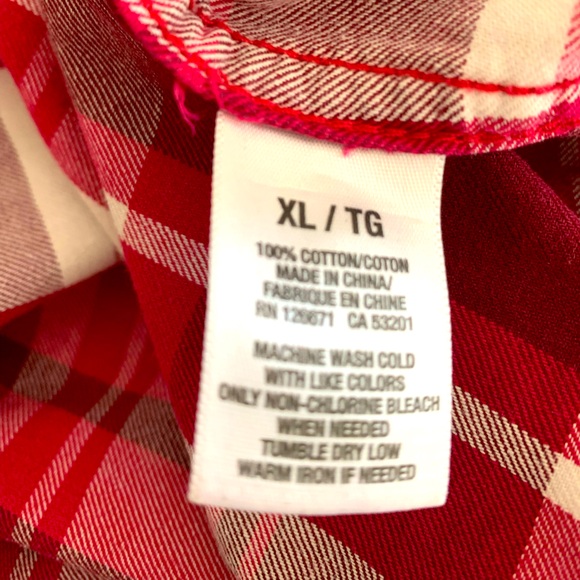 XL / TG
100% COTTON/COTON
MADE IN CHINA/
FABRIQUE EN CHINE
RN 126671 CA 53201
MACHINE WASH COLD
WITH LIKE COLORS
ONLY NON-CHLORINE BLEACH
WHEN NEEDED
TUMBLE DRY LOW
WARM IRON IF NEEDED